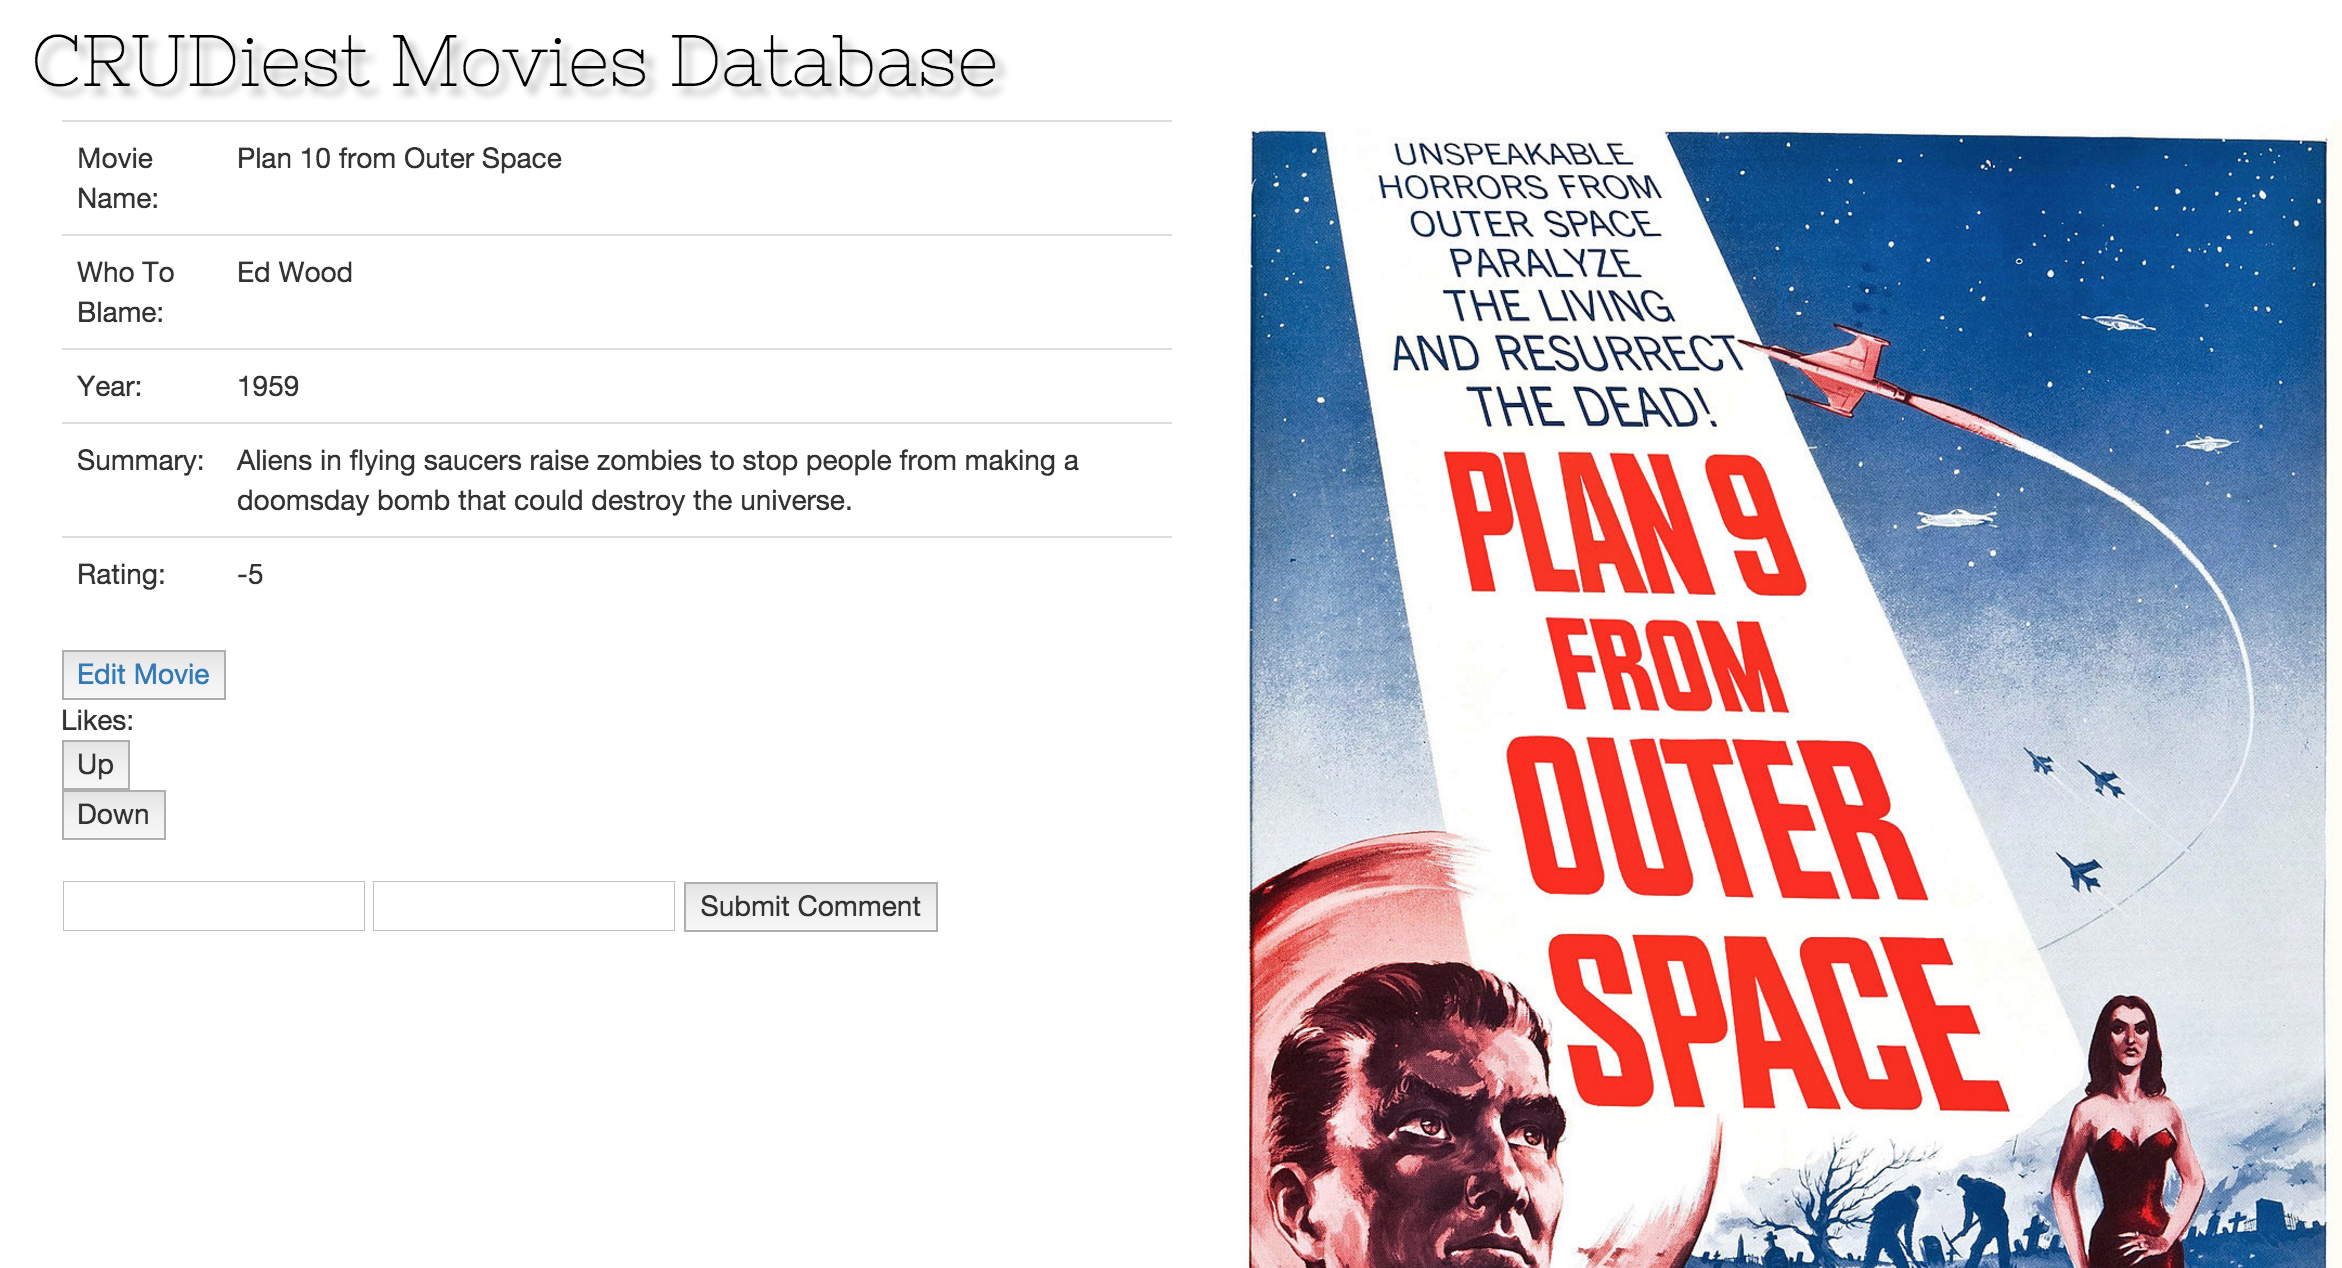 CRUDiest Movies Database
Movie Name:
Plan 10 from Outer Space
Who To Blame:
Ed Wood
Year:
1959
Summary:
Aliens in flying saucers raise zombies to stop people from making a
doomsday bomb that could destroy the universe.
Rating:
-5
Edit Movie
Likes:
Up
Down
Submit Comment
UNSPEAKABLE
HORRORS FROM
OUTER SPACE
PARALYZE
THE LIVING
AND RESURRECT
THE DEAD!
PLAN 9
FROM
OUTER
SPACE